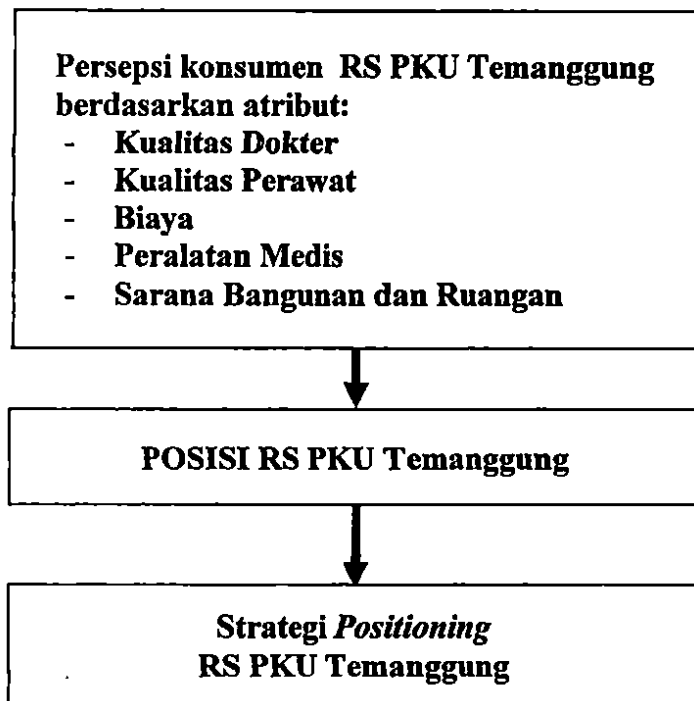 Persepsi konsumen RS PKU Temanggung
berdasarkan atribut:
- Kualitas Dokter
- Kualitas Perawat
- Biaya
- Peralatan Medis
- Sarana Bangunan dan Ruangan
POSISI RS PKU Temanggung
Strategi Positioning
RS PKU Temanggung